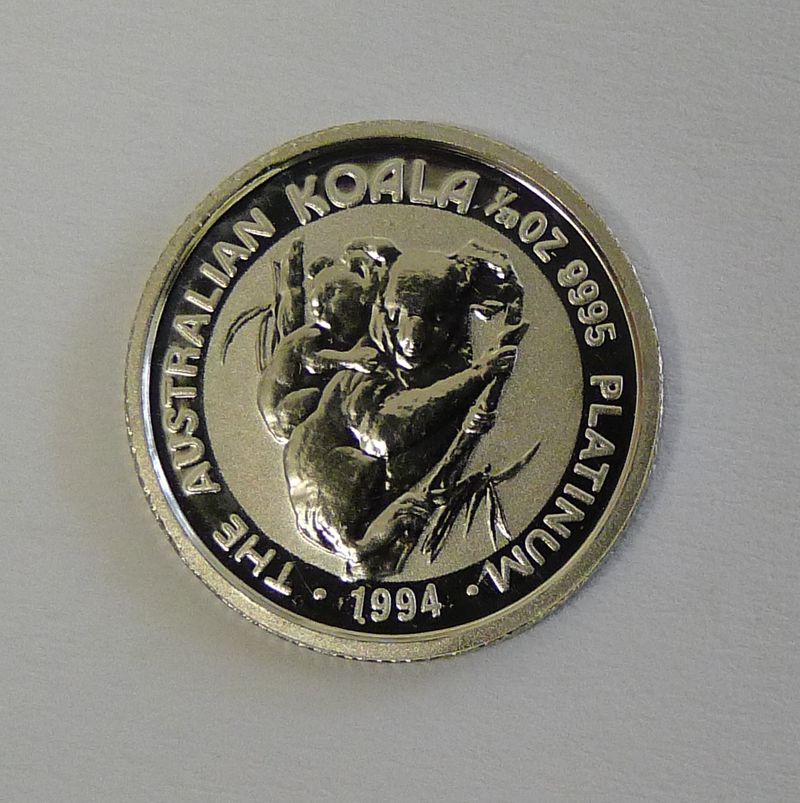 THE AUSTRALIAN KOALA 1/20 OZ 9995 PLATINUM
· 1994 ·